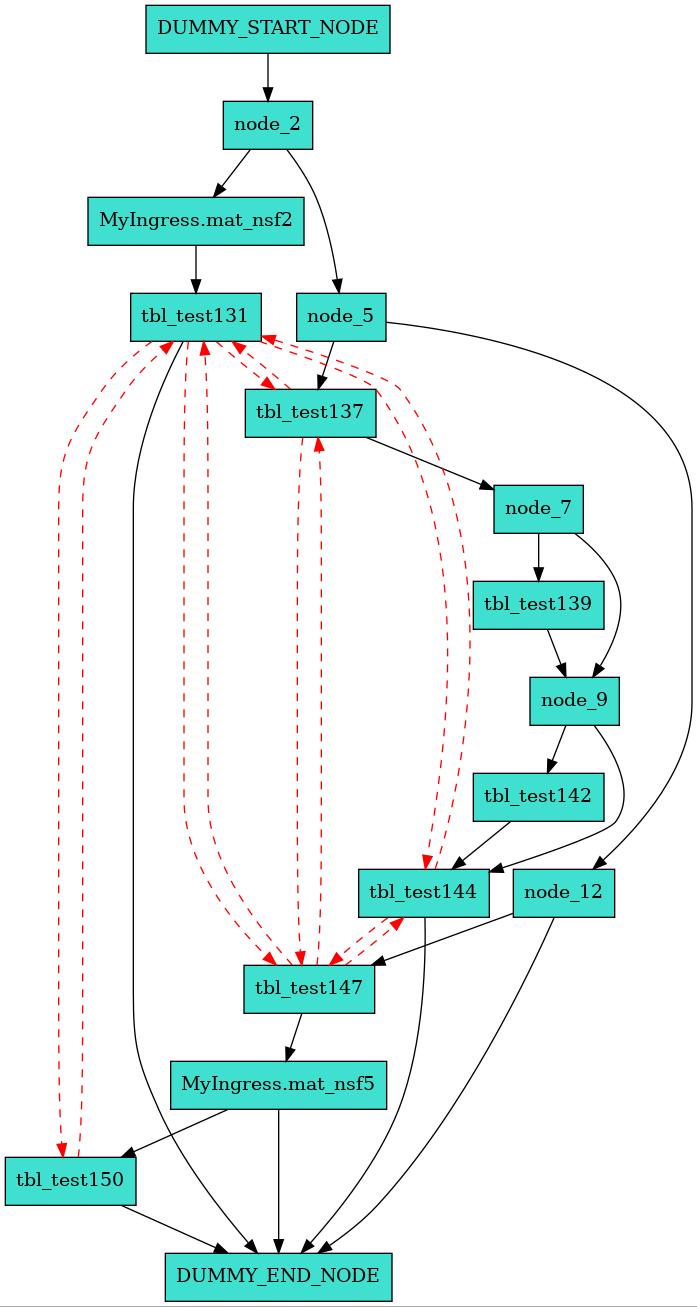 DUMMY_START_NODE
node_2
MyIngress.mat_nsf2
tbl_test131
node_5
tbl_test137
node_7
tbl_test139
node_9
tbl_test142
tbl_test144
node_12
tbl_test147
MyIngress.mat_nsf5
tbl_test150
DUMMY_END_NODE